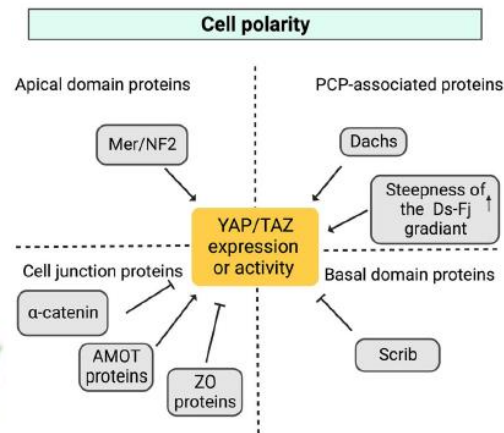 Cell polarity
Apical domain proteins
PCP-associated proteins
Mer/NF2
Dachs
Steepness of
the Ds-Fj
gradiant
YAP/TAZ
expression
or activity
Cell junction proteins
Basal domain proteins
α-catenin
AMOT
proteins
ZO
proteins
Scrib